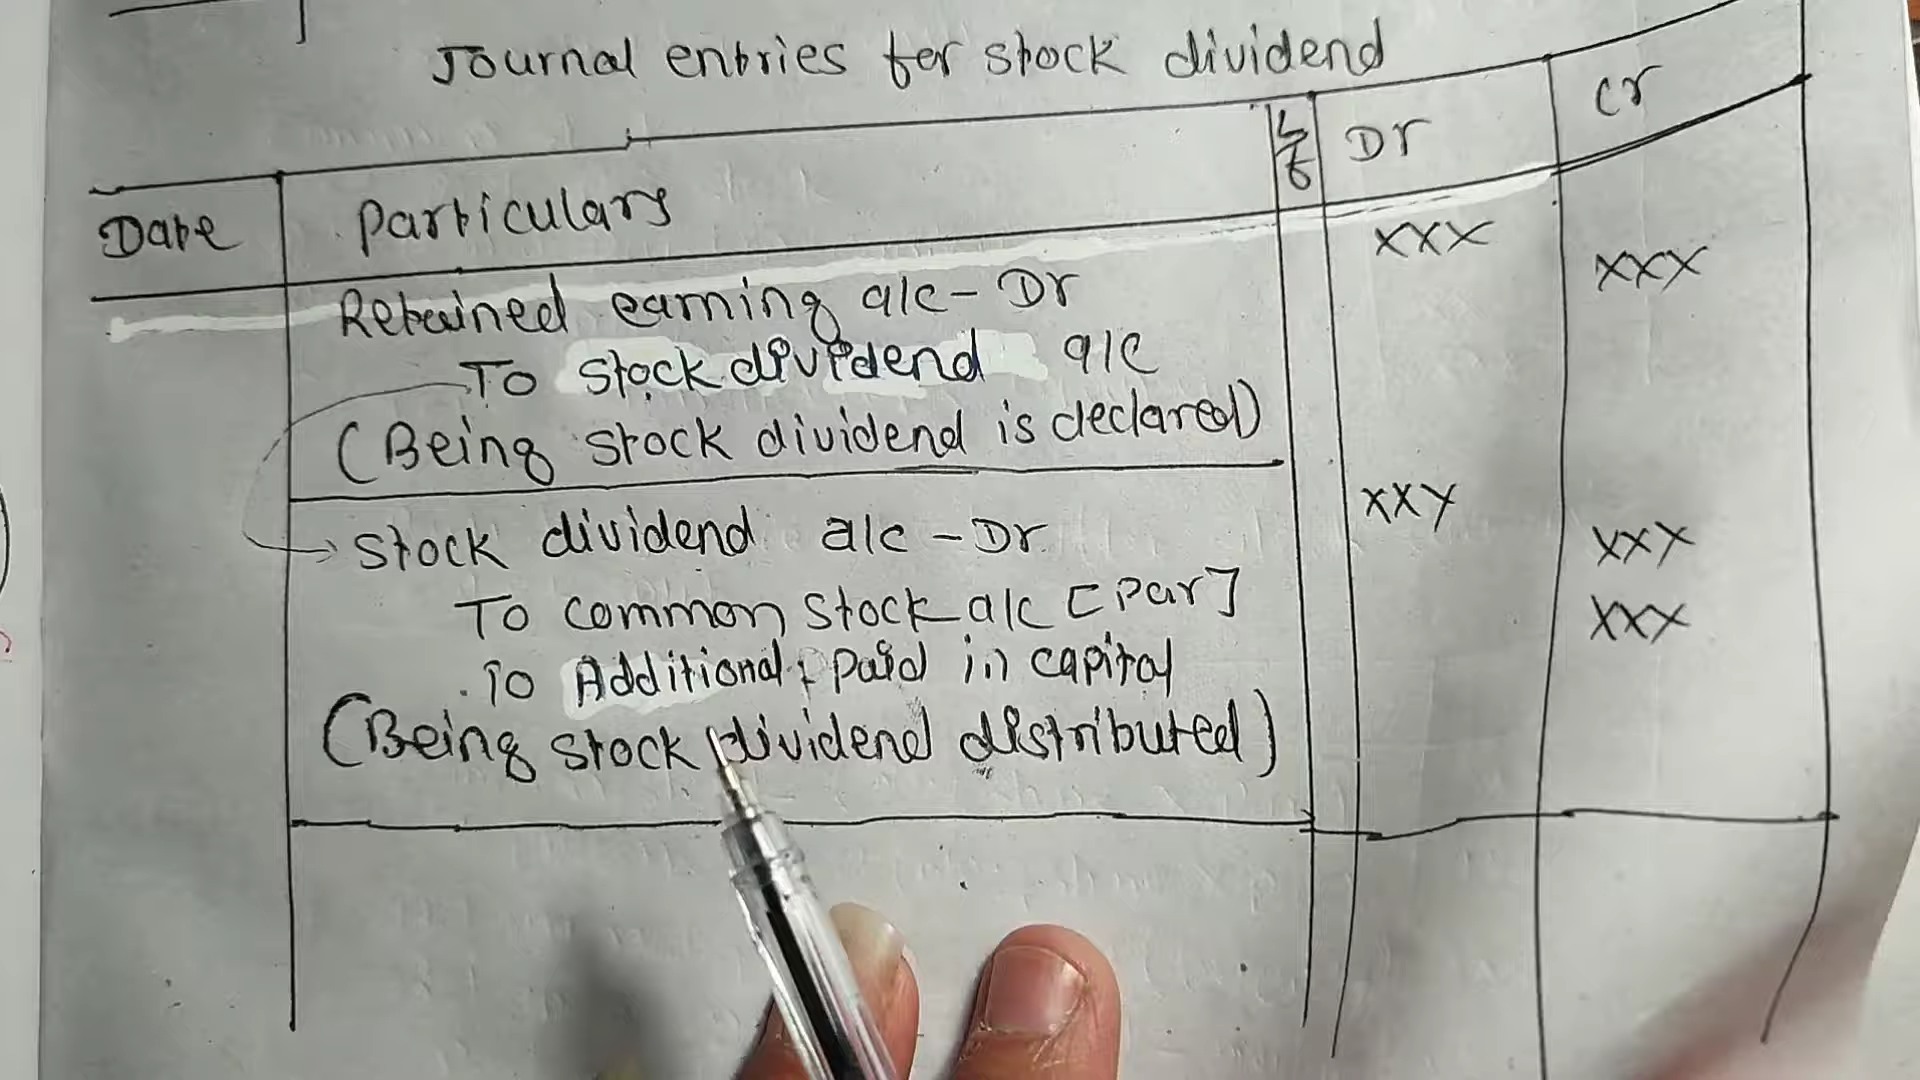 Journal entries for stock dividend
Date Particulars L/f Dr Cr
Retained earning a/c - Dr xxx
To stock dividend a/c xxx
(Being stock dividend is declared)
Stock dividend a/c - Dr xxy
To common stock a/c [par] xxx
To Additional paid in capital xxx
(Being stock dividend distributed)